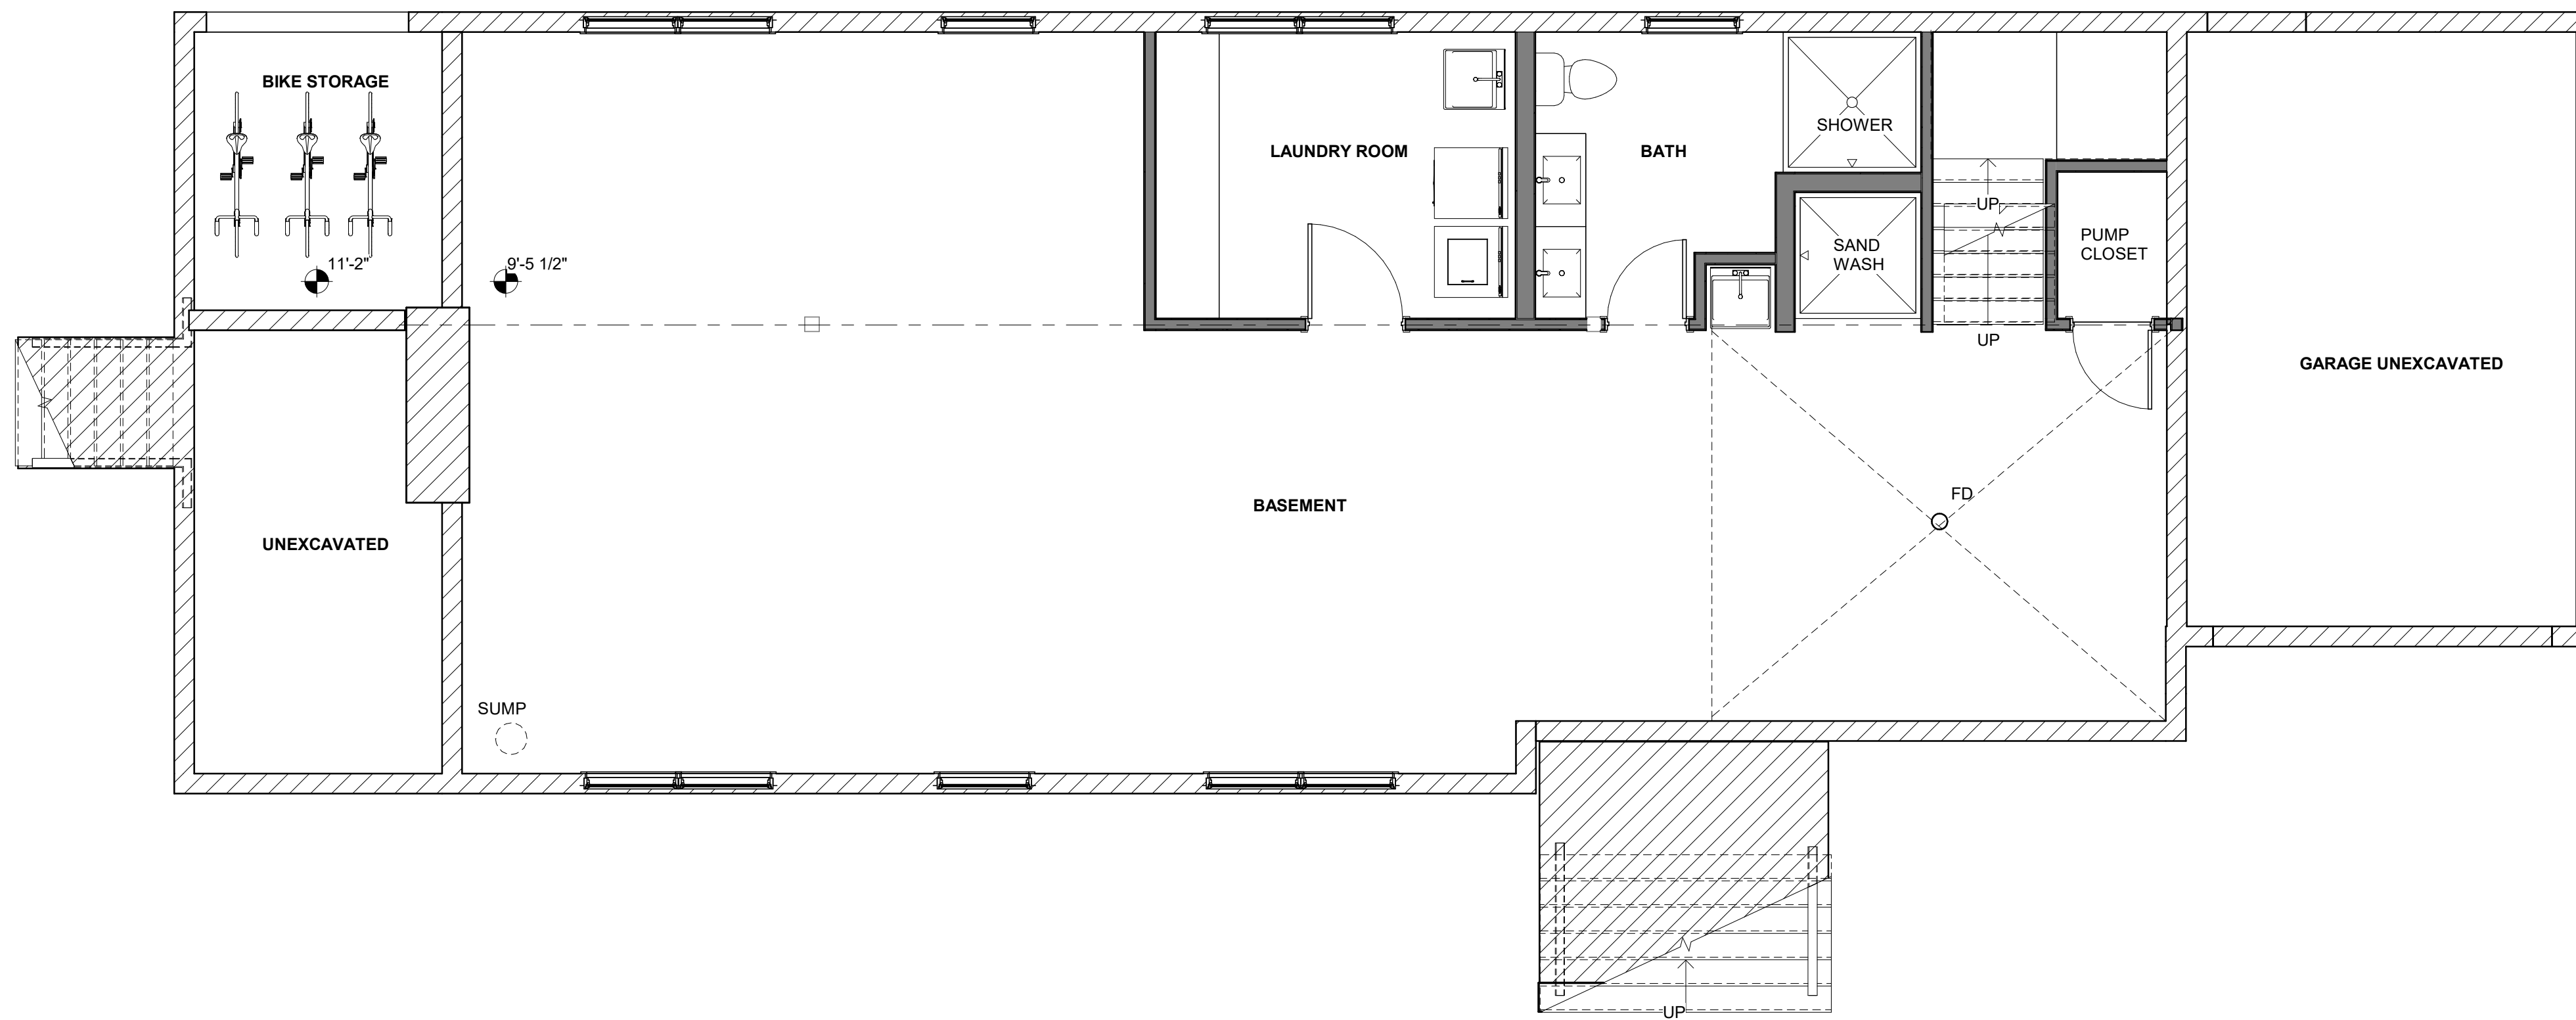 BIKE STORAGE
SHOWER
LAUNDRY ROOM
BATH
UP
PUMP
CLOSET
SAND
WASH
11'-2"
9'-5 1/2"
UP
GARAGE UNEXCAVATED
FD
BASEMENT
UNEXCAVATED
SUMP
UP